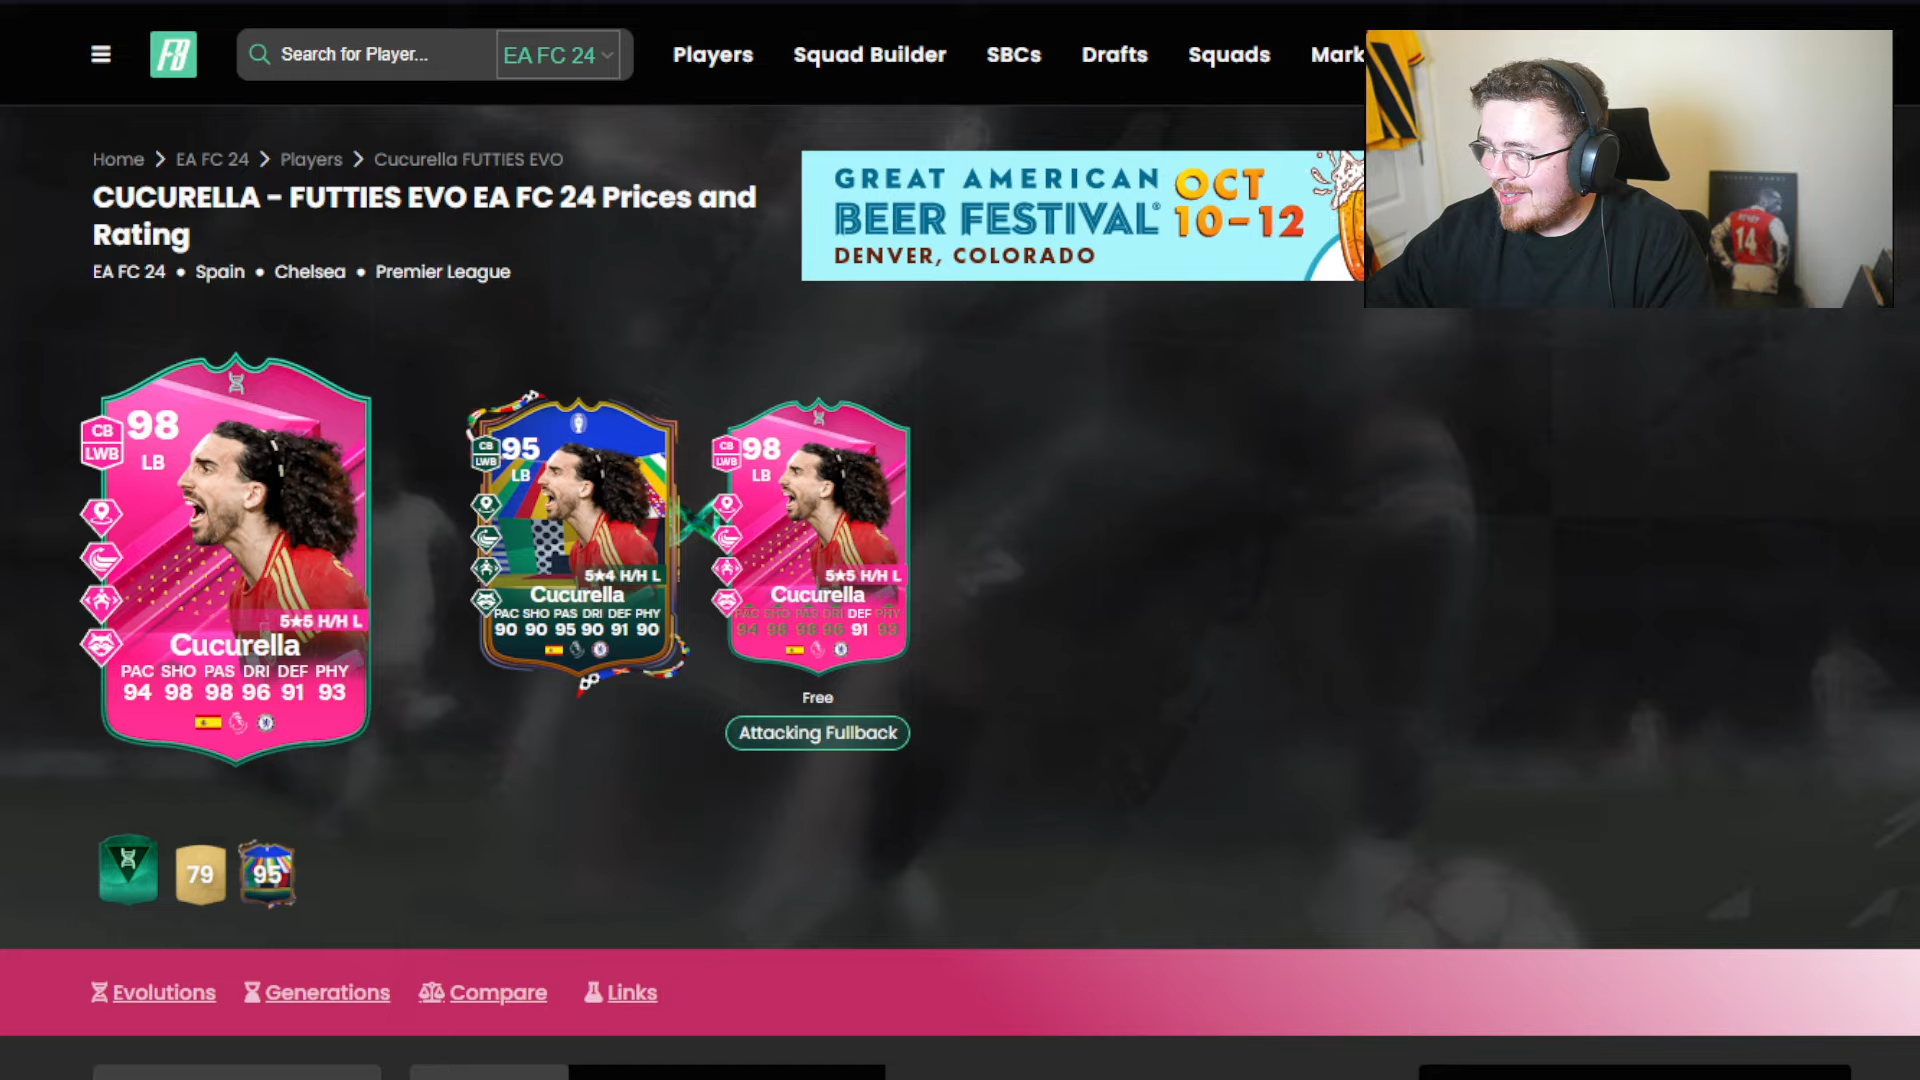 Search for Player...
EA FC 24
Players
Squad Builder
SBCs
Drafts
Squads
Mark
Home > EA FC 24 > Players > Cucurella FUTTIES EVO
CUCURELLA - FUTTIES EVO EA FC 24 Prices and
Rating
EA FC 24 • Spain • Chelsea • Premier League
GREAT AMERICAN
BEER FESTIVAL®
DENVER, COLORADO
OCT
10-12
14
98
LB
CB
LWB
5★5 H/H L
Cucurella
PAC SHO PAS DRI DEF PHY
94 98 98 96 91 93
95
LB
CB
LWB
5★4 H/H L
Cucurella
PAC SHO PAS DRI DEF PHY
90 90 95 90 91 90
98
LB
CB
LWB
5★5 H/H L
Cucurella
PAC SHO PAS DRI DEF PHY
94 98 98 96 91 93
Free
Attacking Fullback
79
95
Evolutions
Generations
Compare
Links